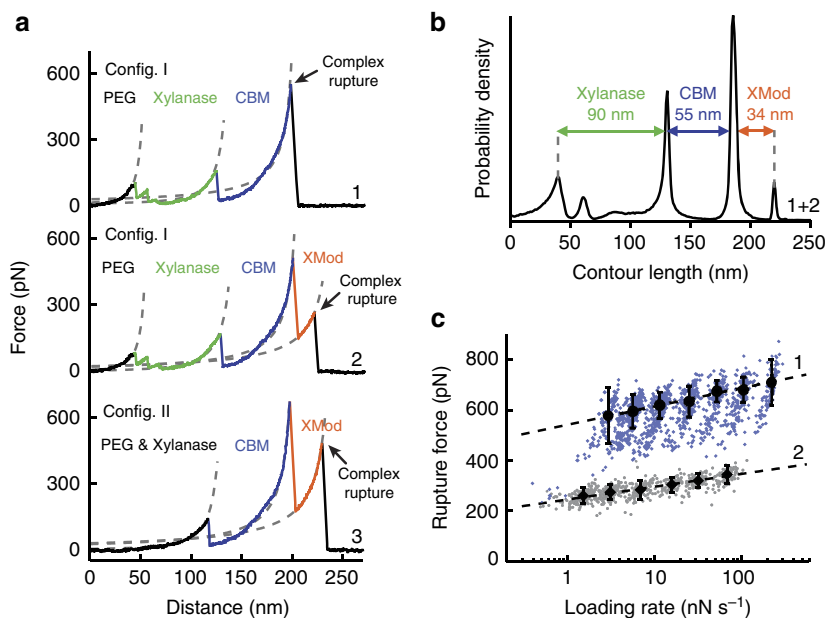 a
Config. I
PEG Xylanase CBM
Complex
rupture
600
300
0
1
Config. I
PEG Xylanase CBM XMod
Complex
rupture
600
300
0
2
Config. II
PEG & Xylanase CBM XMod
Complex
rupture
600
300
0
3
Force (pN)
0 50 100 150 200 250
Distance (nm)
b
Probability density
Xylanase
90 nm
CBM
55 nm
XMod
34 nm
1+2
0 50 100 150 200 250
Contour length (nm)
c
Rupture force (pN)
800
600
400
200
0
1
2
1 10 100
Loading rate (nN s⁻¹)